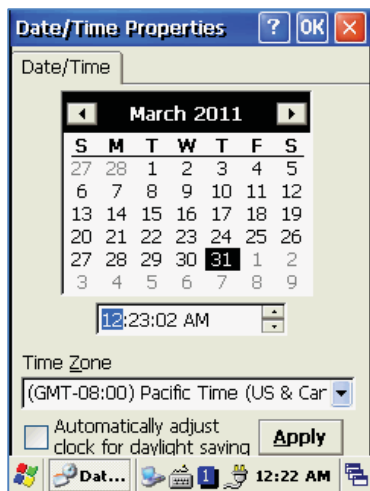 Date/Time Properties ? OK
Date/Time
March 2011
S M T W T F S
27 28 1 2 3 4 5
6 7 8 9 10 11 12
13 14 15 16 17 18 19
20 21 22 23 24 25 26
27 28 29 30 31 1 2
3 4 5 6 7 8 9
12:23:02 AM
Time Zone
(GMT-08:00) Pacific Time (US & Car
Automatically adjust
clock for daylight saving
Apply
Dat... 1 12:22 AM